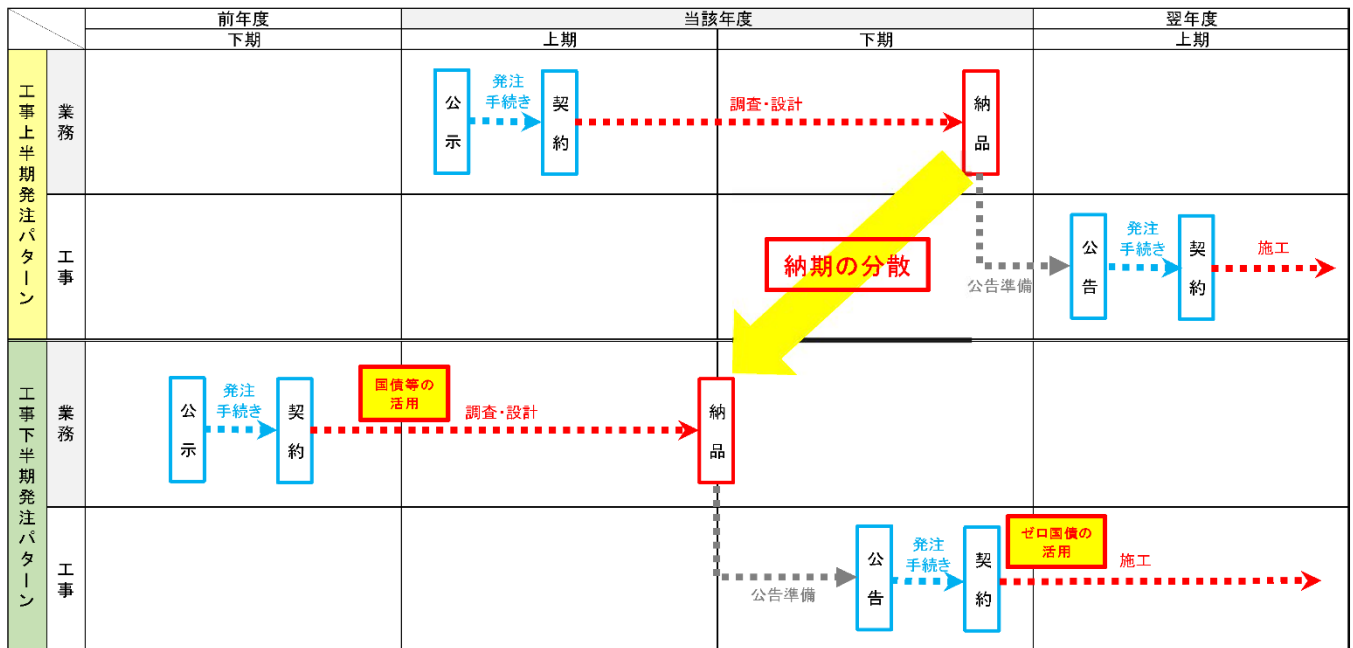 前年度
当該年度
翌年度
下期
上期
下期
上期
工事上半期発注パターン
業務
公示
発注
手続き
契約
調査・設計
納品
納期の分散
工事
公告準備
公告
発注
手続き
契約
施工
工事下半期発注パターン
業務
公示
発注
手続き
契約
国債等の
活用
調査・設計
納品
工事
公告準備
公告
発注
手続き
契約
ゼロ国債の
活用
施工